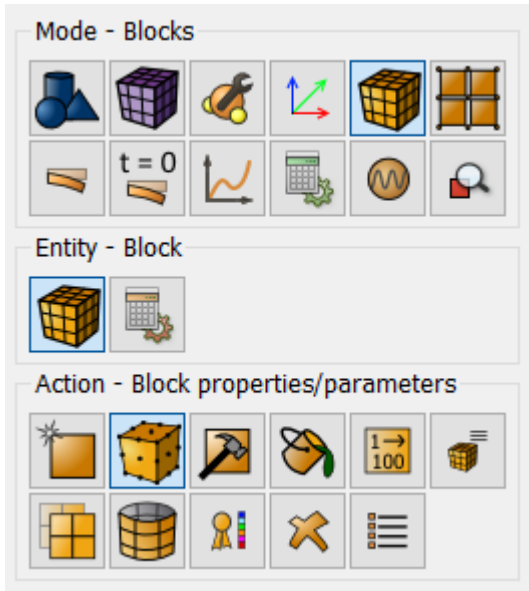 Mode - Blocks
t = 0
Entity - Block
Action - Block properties/parameters
1→
100